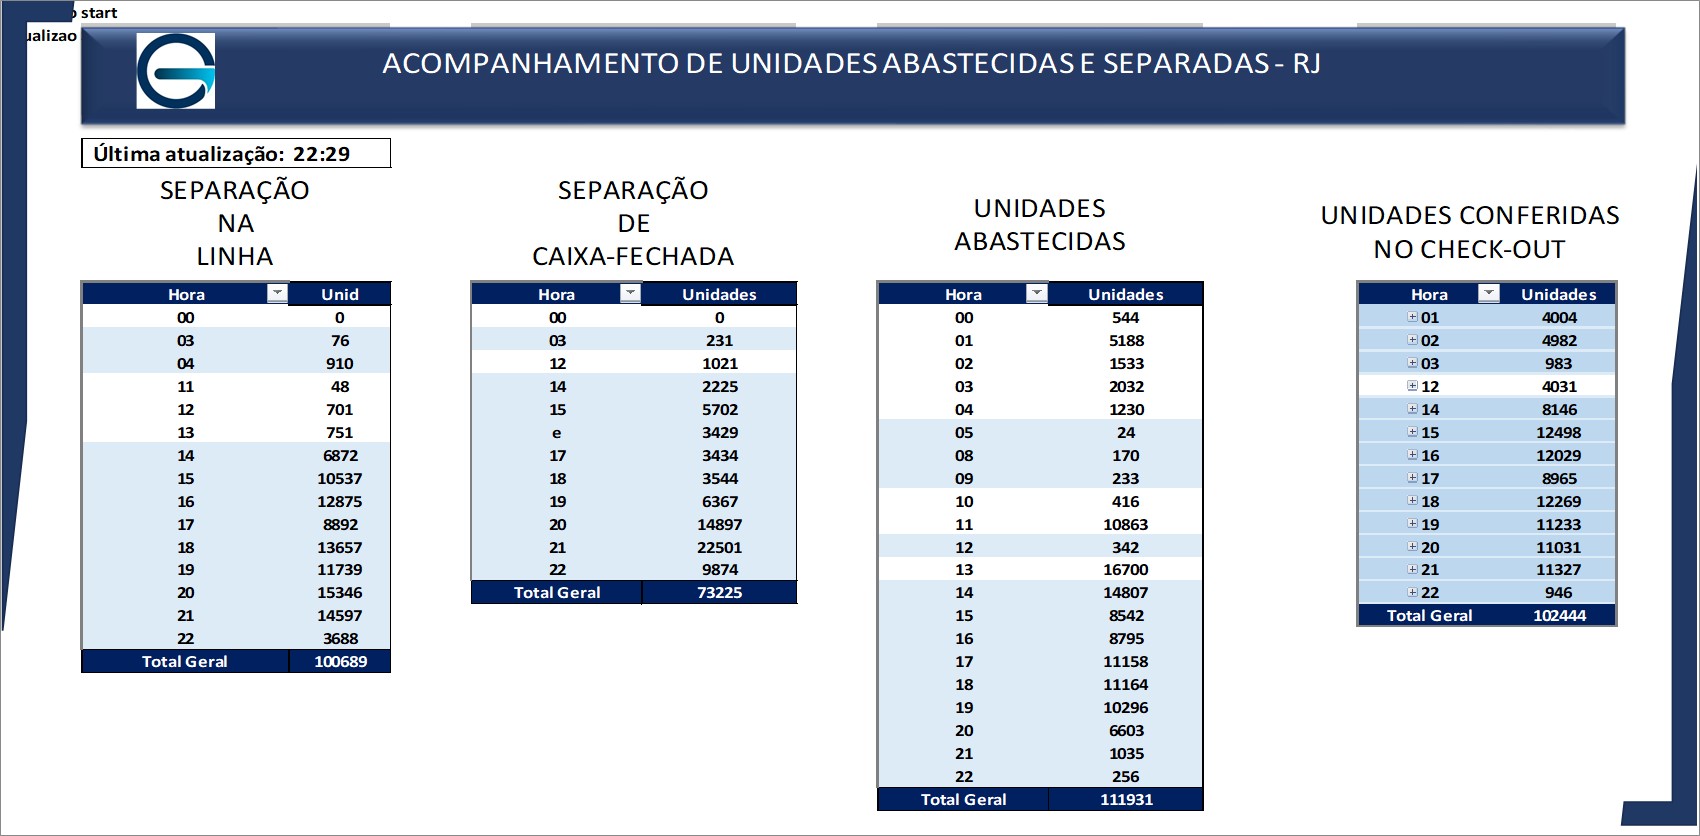 start
ualizao
ACOMPANHAMENTO DE UNIDADES ABASTECIDAS E SEPARADAS - RJ
Última atualização: 22:29
SEPARAÇÃO
NA
LINHA
Hora Unid
00 0
03 76
04 910
11 48
12 701
13 751
14 6872
15 10537
16 12875
17 8892
18 13657
19 11739
20 15346
21 14597
22 3688
Total Geral 100689
SEPARAÇÃO
DE
CAIXA-FECHADA
Hora Unidades
00 0
03 231
12 1021
14 2225
15 5702
e 3429
17 3434
18 3544
19 6367
20 14897
21 22501
22 9874
Total Geral 73225
UNIDADES
ABASTECIDAS
Hora Unidades
00 544
01 5188
02 1533
03 2032
04 1230
05 24
08 170
09 233
10 416
11 10863
12 342
13 16700
14 14807
15 8542
16 8795
17 11158
18 11164
19 10296
20 6603
21 1035
22 256
Total Geral 111931
UNIDADES CONFERIDAS
NO CHECK-OUT
Hora Unidades
01 4004
02 4982
03 983
12 4031
14 8146
15 12498
16 12029
17 8965
18 12269
19 11233
20 11031
21 11327
22 946
Total Geral 102444